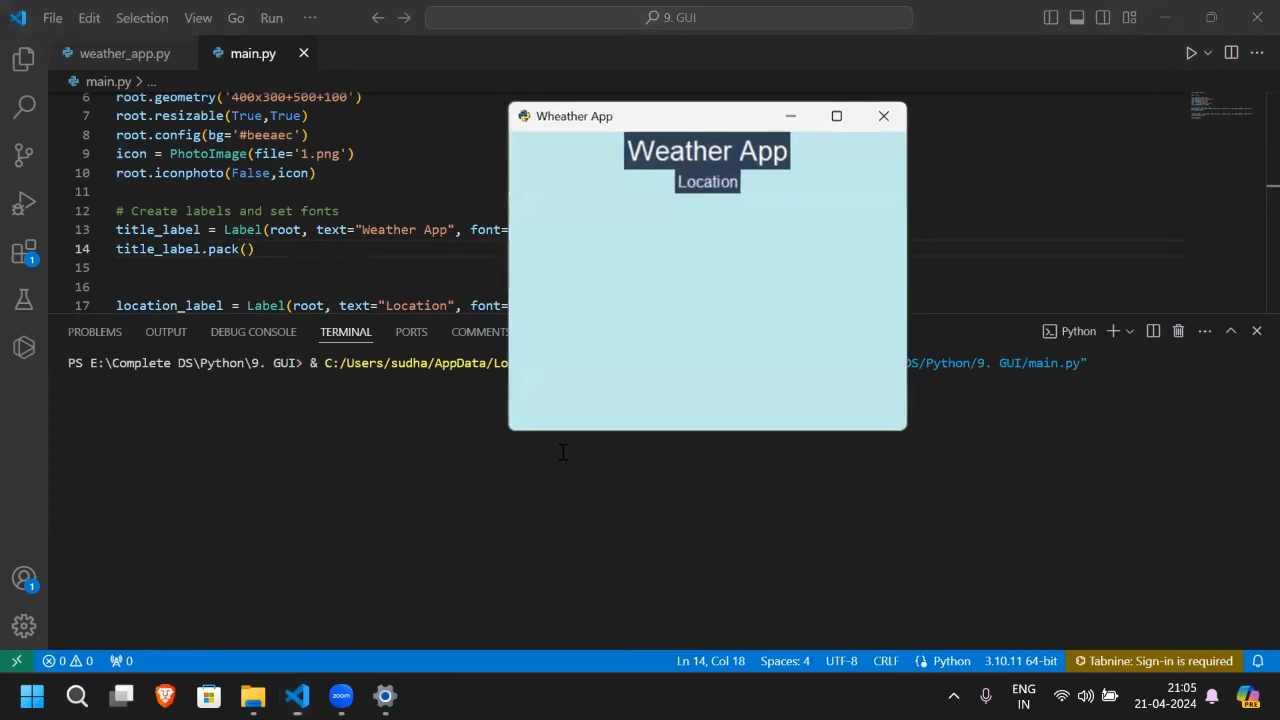 File Edit Selection View Go Run ··· 9. GUI
weather_app.py main.py
main.py > ...
6 root.geometry('400x300+500+100')
7 root.resizable(True,True)
8 root.config(bg='#beeaec')
9 icon = PhotoImage(file='1.png')
10 root.iconphoto(False,icon)
11
12 # Create labels and set fonts
13 title_label = Label(root, text="Weather App", font=
14 title_label.pack()
15
16
17 location_label = Label(root, text="Location", font=
Wheather App
Weather App
Location
PROBLEMS OUTPUT DEBUG CONSOLE TERMINAL PORTS COMMENTS
Python
PS E:\Complete DS\Python\9. GUI> & C:/Users/sudha/AppData/Lo DS/Python/9. GUI/main.py"
1
1
0 0 0 Ln 14, Col 18 Spaces: 4 UTF-8 CRLF Python 3.10.11 64-bit Tabnine: Sign-in is required
ENG
IN
21:05
21-04-2024
PRE